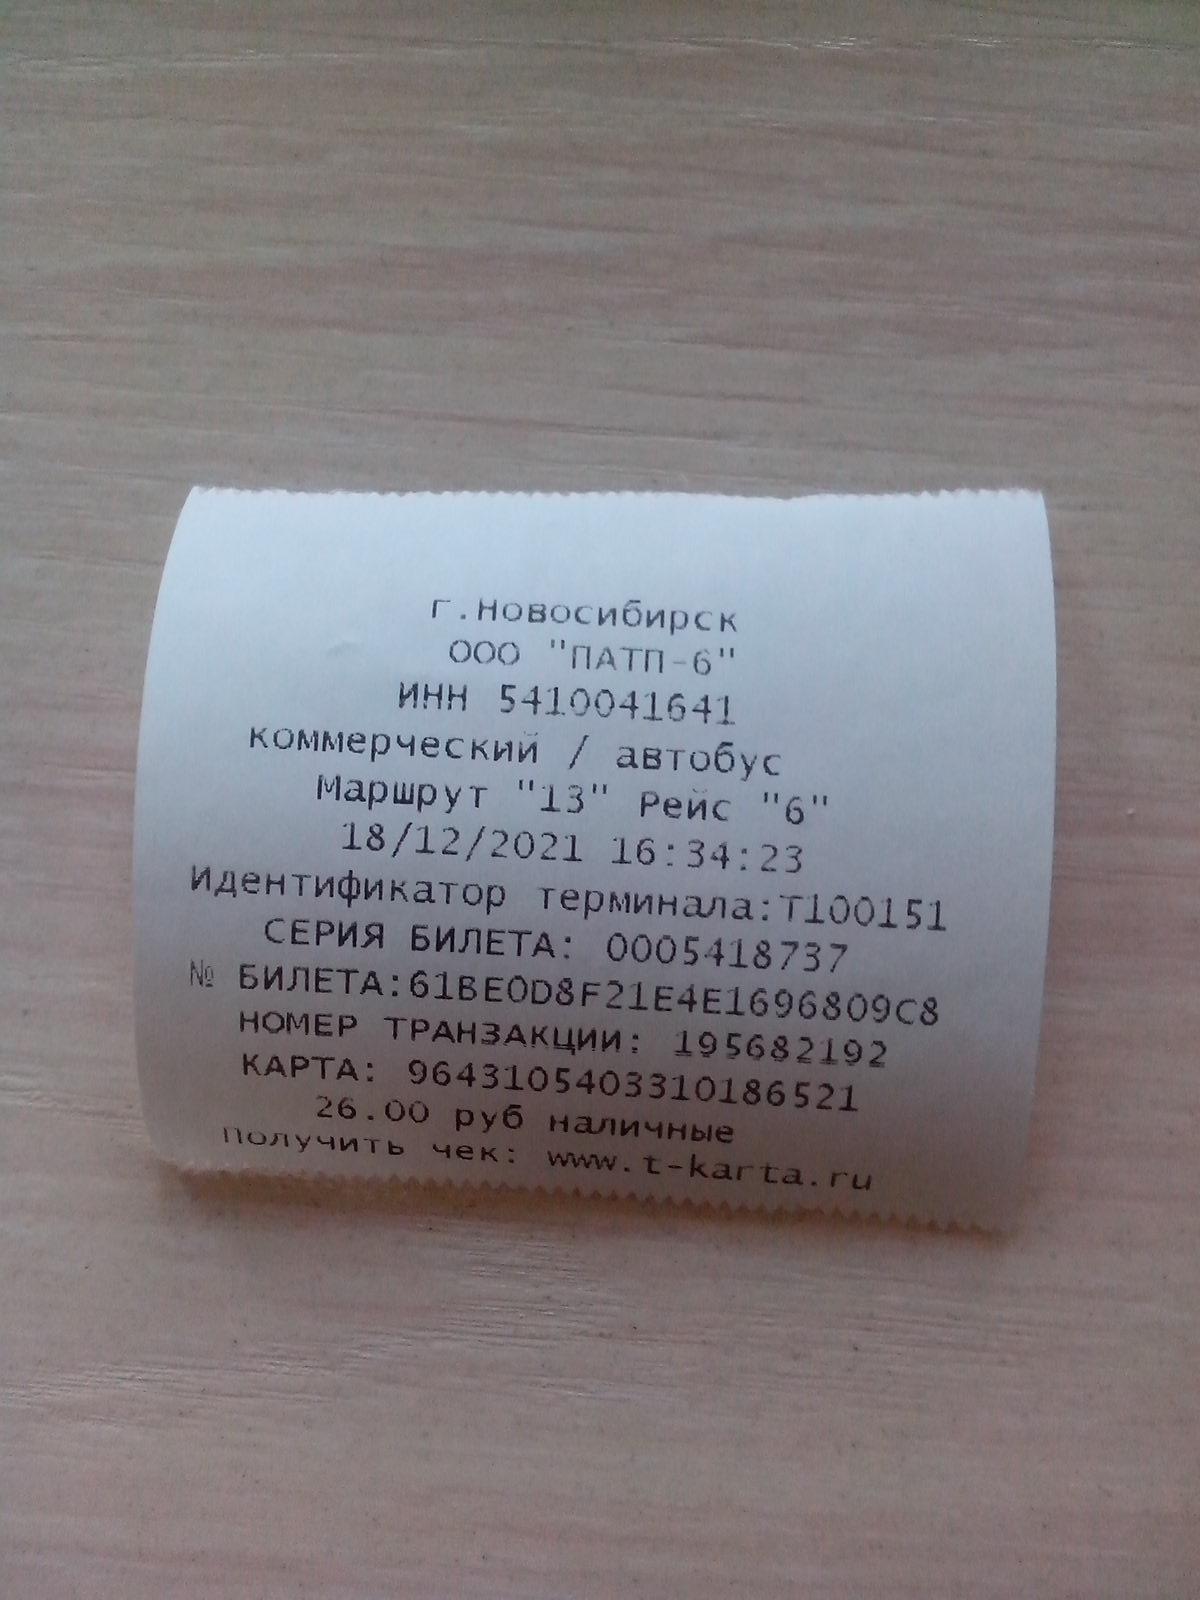 г.Новосибирск
ООО "ПАТП-6"
ИНН 5410041641
коммерческий / автобус
Маршрут "13" Рейс "6"
18/12/2021 16:34:23
Идентификатор терминала:T100151
СЕРИЯ БИЛЕТА: 0005418737
№ БИЛЕТА:61BE0D8F21E4E1696809C8
НОМЕР ТРАНЗАКЦИИ: 195682192
КАРТА: 9643105403310186521
26.00 руб наличные
Получить чек: www.t-karta.ru